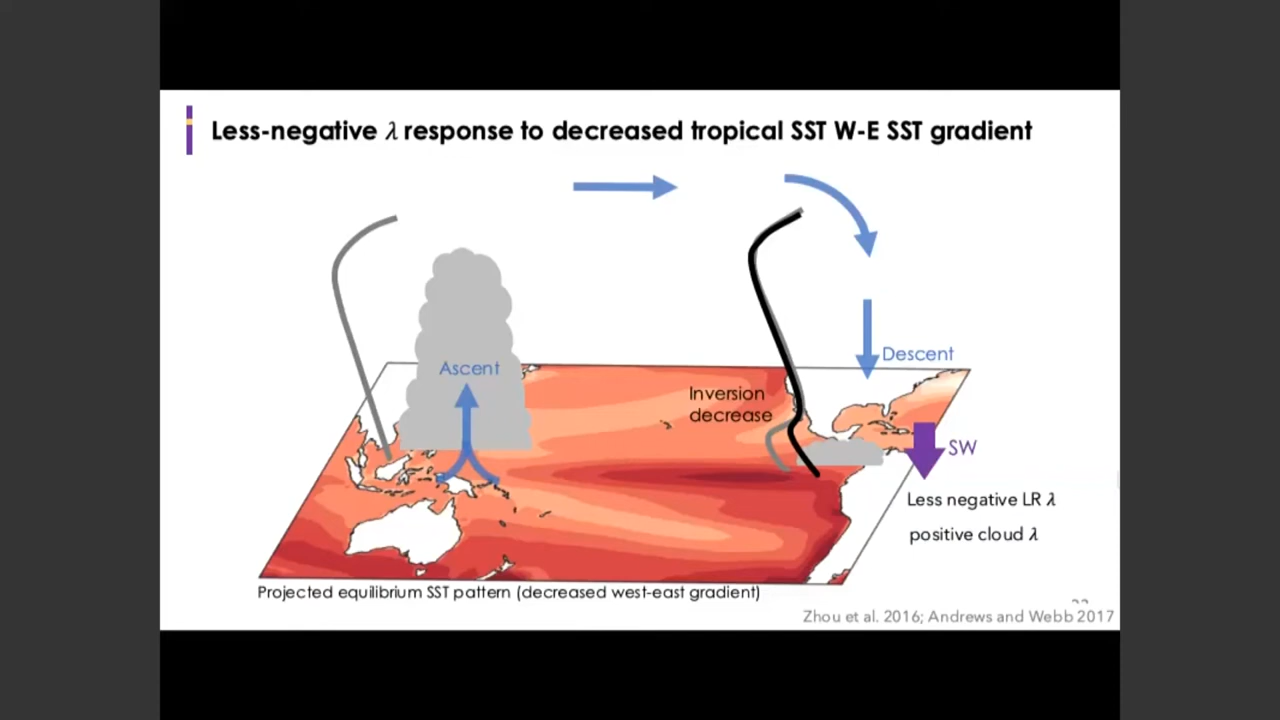 Less-negative λ response to decreased tropical SST W-E SST gradient
Ascent
Descent
Inversion
decrease
SW
Less negative LR λ
positive cloud λ
Projected equilibrium SST pattern (decreased west-east gradient)
Zhou et al. 2016; Andrews and Webb 2017